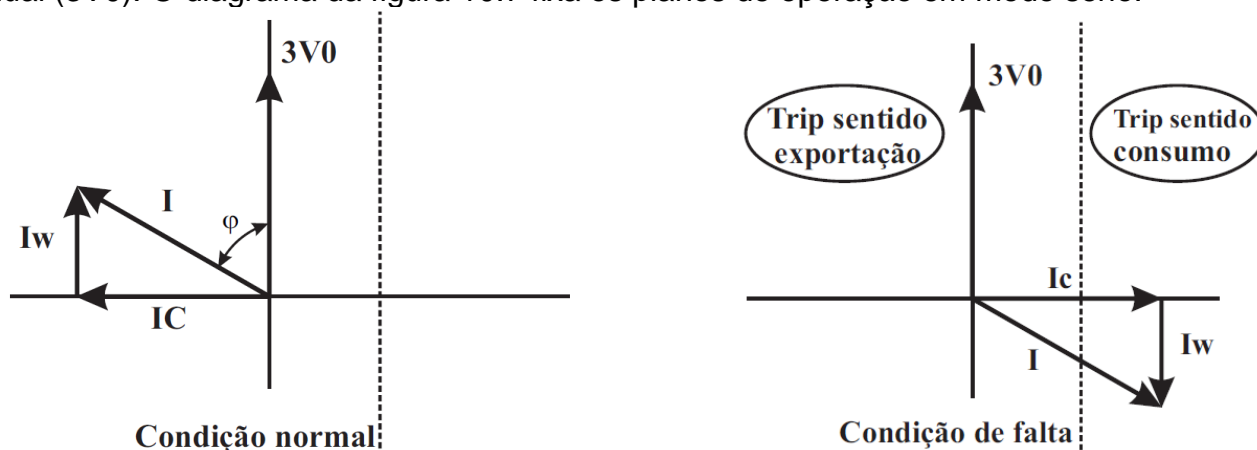 3V0
I
φ
Iw
IC
Condição normal
3V0
Trip sentido
exportação
Trip sentido
consumo
Ic
Iw
I
Condição de falta